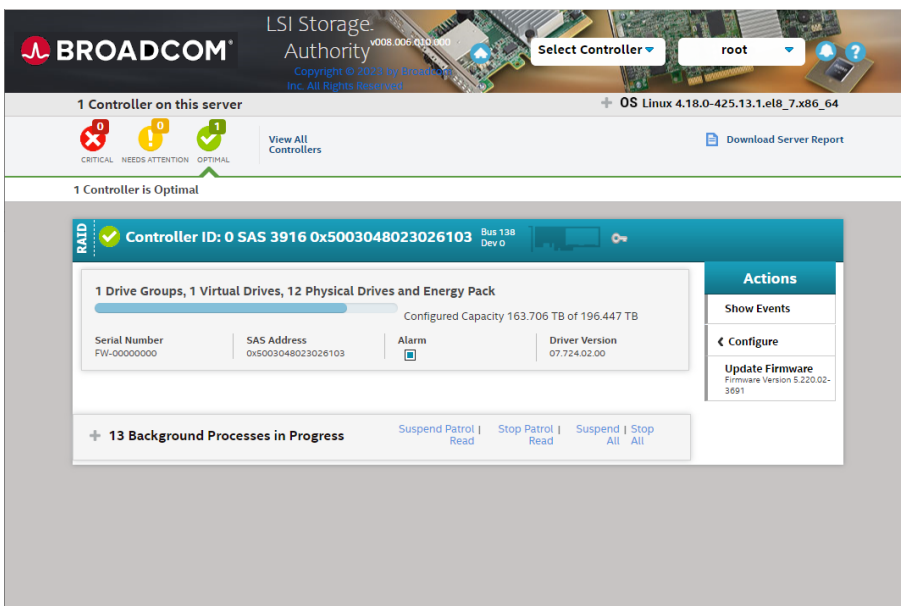 BROADCOM®
LSI Storage
Authority v008.006.010.000
Copyright © 2022 by Broadcom
Inc. All Rights Reserved
Select Controller
root
?
1 Controller on this server
OS Linux 4.18.0-425.13.1.el8_7.x86_64
0
0
1
CRITICAL NEEDS ATTENTION OPTIMAL
View All
Controllers
Download Server Report
1 Controller is Optimal
RAID
Controller ID: 0 SAS 3916 0x5003048023026103
Bus 138
Dev 0
1 Drive Groups, 1 Virtual Drives, 12 Physical Drives and Energy Pack
Configured Capacity 163.706 TB of 196.447 TB
Serial Number
FW-00000000
SAS Address
0x5003048023026103
Alarm
Driver Version
07.724.02.00
Actions
Show Events
Configure
Update Firmware
Firmware Version 5.220.02-
3691
13 Background Processes in Progress
Suspend Patrol |
Read
Stop Patrol |
Read
Suspend |
All
Stop
All